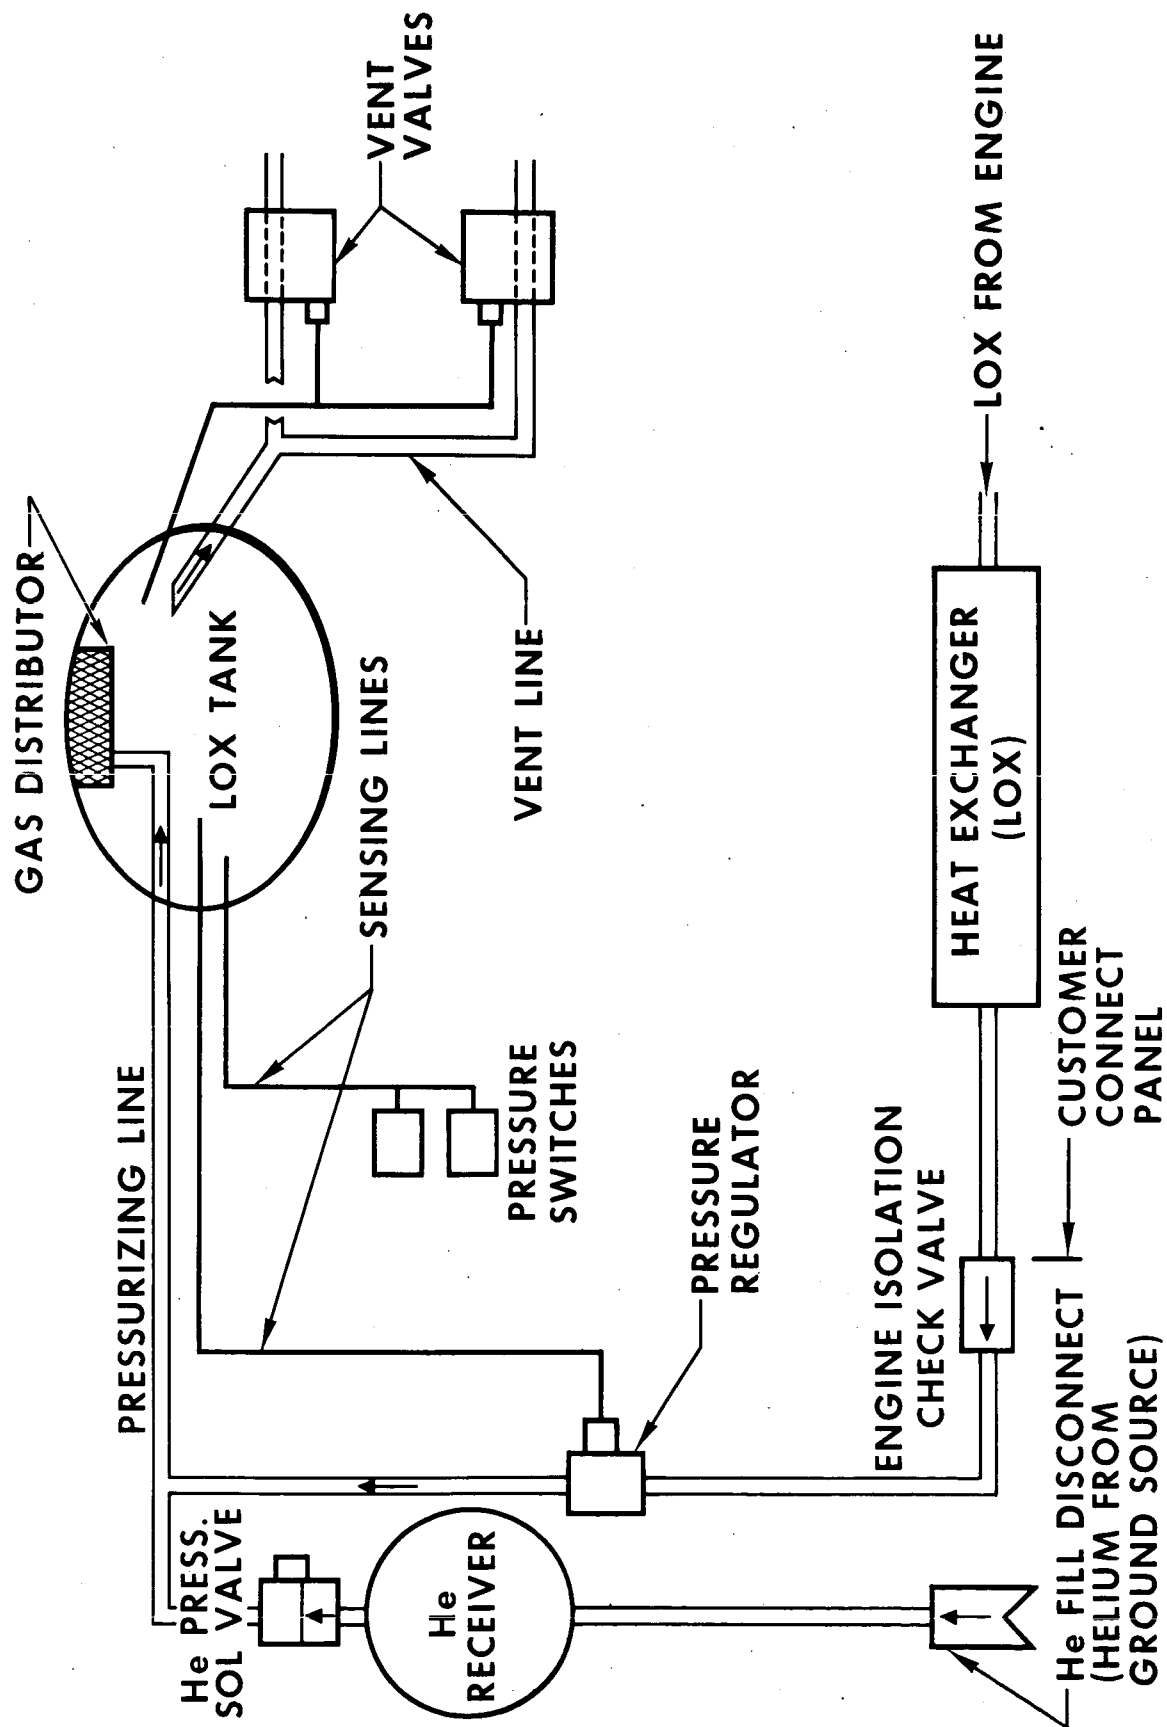 GAS DISTRIBUTOR
LOX TANK
VENT
VALVES
VENT LINE
SENSING LINES
PRESSURIZING LINE
PRESSURE
SWITCHES
He PRESS.
SOL VALVE
He
RECEIVER
PRESSURE
REGULATOR
ENGINE ISOLATION
CHECK VALVE
HEAT EXCHANGER
(LOX)
LOX FROM ENGINE
CUSTOMER
CONNECT
PANEL
He FILL DISCONNECT
(HELIUM FROM
GROUND SOURCE)